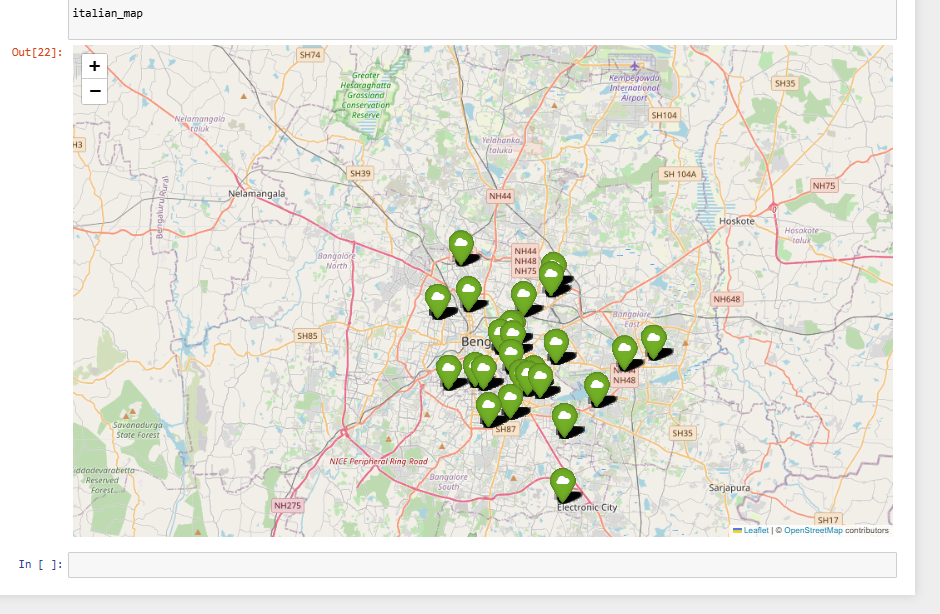 italian_map
Out[22]:
+
−
SH74
Greater
Hesaraghatta
Grassland
Conservation
Reserve
Kempegowda
International
Airport
SH35
SH104
Nelamangala
taluk
Yelahanka
taluku
H3
SH39
SH 104A
NH75
Nelamangala
NH44
Bengaluru Rural
Hoskote
Hosakote
taluk
Bangalore
North
NH44
NH48
NH75
NH648
Bangalore
East
SH85
Beng
NH44
NH48
Savanadurga
State Forest
SH87
SH35
NICE Peripheral Ring Road
uddadevarabetta
Reserved
Forest
Bangalore
South
Sarjapura
NH275
Electronic City
SH17
Leaflet | © OpenStreetMap contributors
In [ ]: